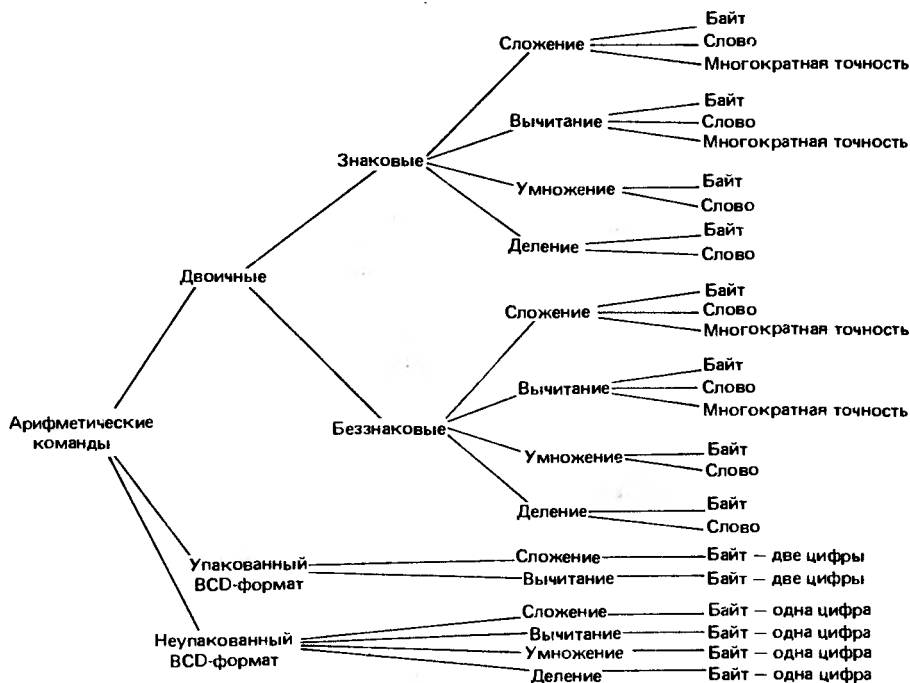 Байт
Сложение
Слово
Многократная точность
Байт
Вычитание
Слово
Многократная точность
Знаковые
Байт
Умножение
Слово
Байт
Деление
Слово
Двоичные
Байт
Сложение
Слово
Многократная точность
Байт
Вычитание
Слово
Многократная точность
Арифметические
команды
Беззнаковые
Байт
Умножение
Слово
Байт
Деление
Слово
Упакованный
BCD-формат
Сложение
Байт — две цифры
Вычитание
Байт — две цифры
Неупакованный
BCD-формат
Сложение
Байт — одна цифра
Вычитание
Байт — одна цифра
Умножение
Байт — одна цифра
Деление
Байт — одна цифра